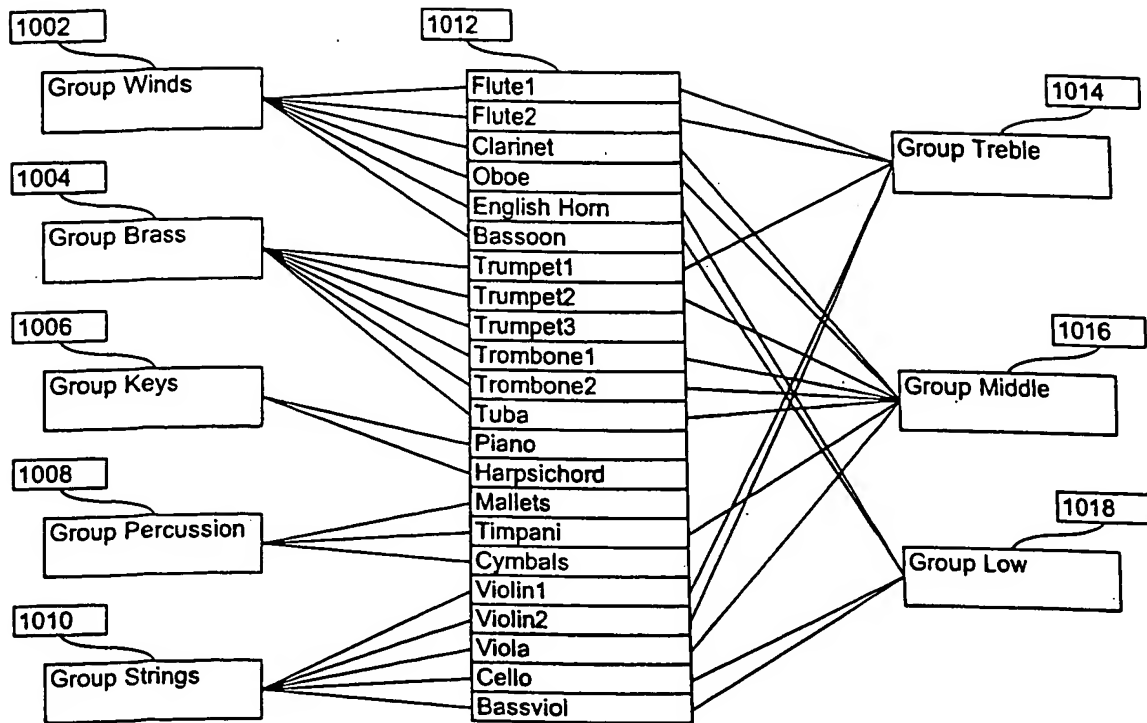 1002
Group Winds
1004
Group Brass
1006
Group Keys
1008
Group Percussion
1010
Group Strings
1012
Flute1
Flute2
Clarinet
Oboe
English Horn
Bassoon
Trumpet1
Trumpet2
Trumpet3
Trombone1
Trombone2
Tuba
Piano
Harpsichord
Mallets
Timpani
Cymbals
Violin1
Violin2
Viola
Cello
Bassviol
1014
Group Treble
1016
Group Middle
1018
Group Low